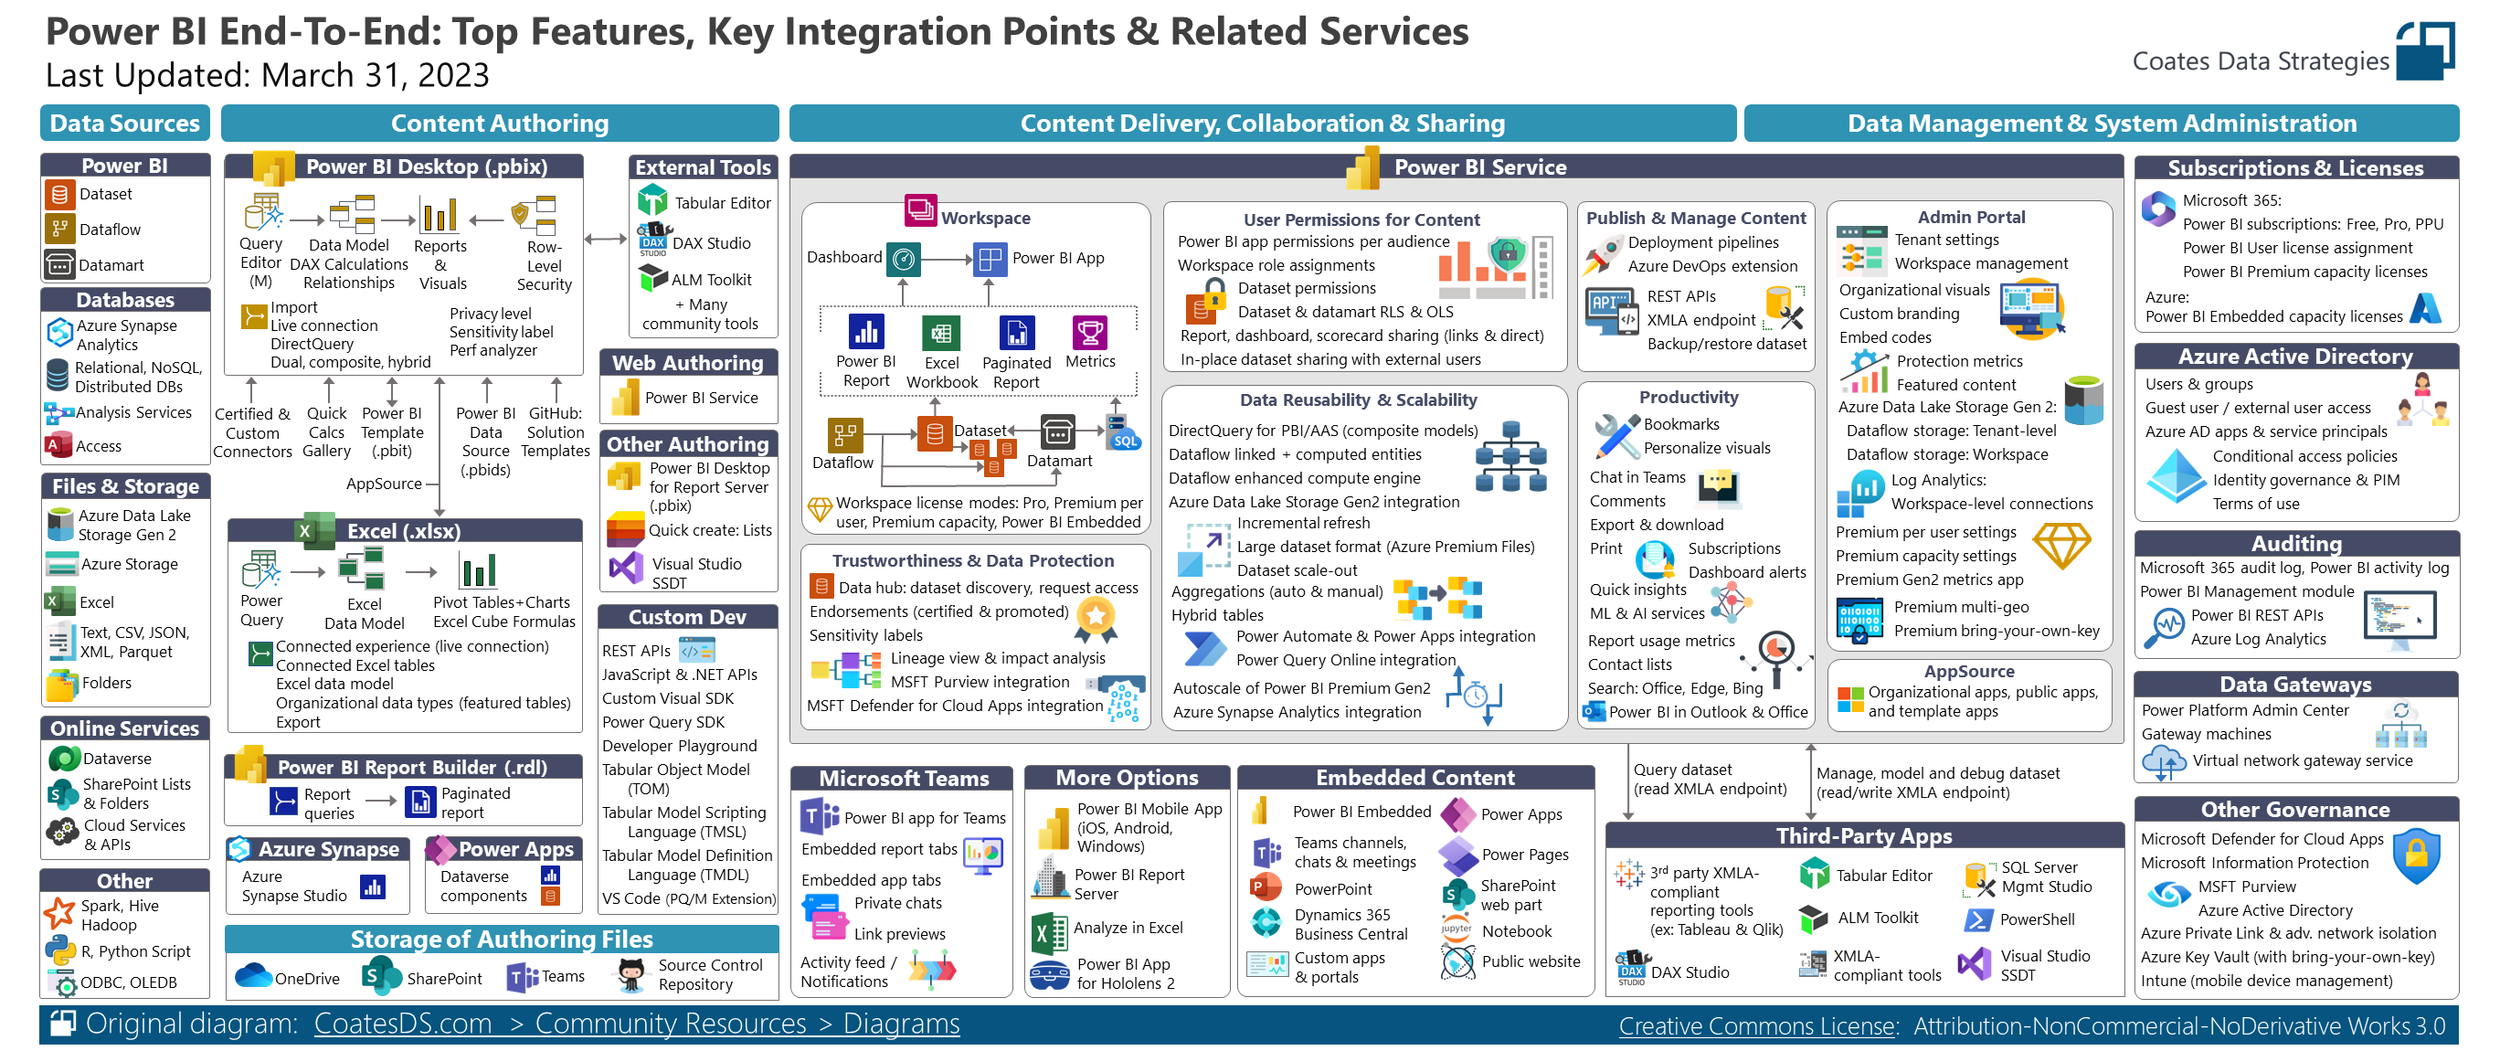 Power BI End-To-End: Top Features, Key Integration Points & Related Services
Last Updated: March 31, 2023
Coates Data Strategies
Data Sources
Content Authoring
Content Delivery, Collaboration & Sharing
Data Management & System Administration
Power BI
Dataset
Dataflow
Datamart
Databases
Azure Synapse
Analytics
Relational, NoSQL,
Distributed DBs
Analysis Services
Access
Files & Storage
Azure Data Lake
Storage Gen 2
Azure Storage
Excel
Text, CSV, JSON,
XML, Parquet
Folders
Online Services
Dataverse
SharePoint Lists
& Folders
Cloud Services
& APIs
Other
Spark, Hive
Hadoop
R, Python Script
ODBC, OLEDB
Power BI Desktop (.pbix)
Query
Editor
(M)
Data Model
DAX Calculations
Relationships
Reports
&
Visuals
Row-
Level
Security
Import
Live connection
DirectQuery
Dual, composite, hybrid
Privacy level
Sensitivity label
Perf analyzer
Certified &
Custom
Connectors
Quick
Calcs
Gallery
Power BI
Template
(.pbit)
Power BI
Data
Source
(.pbids)
GitHub:
Solution
Templates
AppSource
Excel (.xlsx)
Power
Query
Excel
Data Model
Pivot Tables+Charts
Excel Cube Formulas
Connected experience (live connection)
Connected Excel tables
Excel data model
Organizational data types (featured tables)
Export
Power BI Report Builder (.rdl)
Report
queries
Paginated
report
Azure Synapse
Azure
Synapse Studio
Power Apps
Dataverse
components
External Tools
Tabular Editor
DAX
STUDIO
DAX Studio
ALM Toolkit
+ Many
community tools
Web Authoring
Power BI Service
Other Authoring
Power BI Desktop
for Report Server
(.pbix)
Quick create: Lists
Visual Studio
SSDT
Custom Dev
REST APIs
JavaScript & .NET APIs
Custom Visual SDK
Power Query SDK
Developer Playground
Tabular Object Model
(TOM)
Tabular Model Scripting
Language (TMSL)
Tabular Model Definition
Language (TMDL)
VS Code (PQ/M Extension)
Storage of Authoring Files
OneDrive
SharePoint
Teams
Source Control
Repository
Power BI Service
Workspace
Dashboard
Power BI App
Power BI
Report
Excel
Workbook
Paginated
Report
Metrics
Dataflow
Dataset
Datamart
SQL
Workspace license modes: Pro, Premium per
user, Premium capacity, Power BI Embedded
Trustworthiness & Data Protection
Data hub: dataset discovery, request access
Endorsements (certified & promoted)
Sensitivity labels
Lineage view & impact analysis
MSFT Purview integration
MSFT Defender for Cloud Apps integration
User Permissions for Content
Power BI app permissions per audience
Workspace role assignments
Dataset permissions
Dataset & datamart RLS & OLS
Report, dashboard, scorecard sharing (links & direct)
In-place dataset sharing with external users
Data Reusability & Scalability
DirectQuery for PBI/AAS (composite models)
Dataflow linked + computed entities
Dataflow enhanced compute engine
Azure Data Lake Storage Gen2 integration
Incremental refresh
Large dataset format (Azure Premium Files)
Dataset scale-out
Aggregations (auto & manual)
Hybrid tables
Power Automate & Power Apps integration
Power Query Online integration
Autoscale of Power BI Premium Gen2
Azure Synapse Analytics integration
Publish & Manage Content
Deployment pipelines
Azure DevOps extension
API
REST APIs
XMLA endpoint
Backup/restore dataset
Productivity
Bookmarks
Personalize visuals
Chat in Teams
Comments
Export & download
Print
Subscriptions
Dashboard alerts
Quick insights
ML & AI services
Report usage metrics
Contact lists
Search: Office, Edge, Bing
Power BI in Outlook & Office
Admin Portal
Tenant settings
Workspace management
Organizational visuals
Custom branding
Embed codes
Protection metrics
Featured content
Azure Data Lake Storage Gen 2:
Dataflow storage: Tenant-level
Dataflow storage: Workspace
Log Analytics:
Workspace-level connections
Premium per user settings
Premium capacity settings
Premium Gen2 metrics app
Premium multi-geo
Premium bring-your-own-key
AppSource
Organizational apps, public apps,
and template apps
Microsoft Teams
Power BI app for Teams
Embedded report tabs
Embedded app tabs
Private chats
Link previews
Activity feed /
Notifications
More Options
Power BI Mobile App
(iOS, Android,
Windows)
Power BI Report
Server
Analyze in Excel
Power BI App
for Hololens 2
Embedded Content
Power BI Embedded
Teams channels,
chats & meetings
PowerPoint
Dynamics 365
Business Central
Custom apps
& portals
Power Apps
Power Pages
SharePoint
web part
jupyter
Notebook
Public website
Query dataset
(read XMLA endpoint)
Manage, model and debug dataset
(read/write XMLA endpoint)
Third-Party Apps
3rd party XMLA-
compliant
reporting tools
(ex: Tableau & Qlik)
DAX
STUDIO
DAX Studio
Tabular Editor
ALM Toolkit
XMLA-
compliant tools
SQL Server
Mgmt Studio
PowerShell
Visual Studio
SSDT
Subscriptions & Licenses
Microsoft 365:
Power BI subscriptions: Free, Pro, PPU
Power BI User license assignment
Power BI Premium capacity licenses
Azure:
Power BI Embedded capacity licenses
Azure Active Directory
Users & groups
Guest user / external user access
Azure AD apps & service principals
Conditional access policies
Identity governance & PIM
Terms of use
Auditing
Microsoft 365 audit log, Power BI activity log
Power BI Management module
Power BI REST APIs
Azure Log Analytics
Data Gateways
Power Platform Admin Center
Gateway machines
Virtual network gateway service
Other Governance
Microsoft Defender for Cloud Apps
Microsoft Information Protection
MSFT Purview
Azure Active Directory
Azure Private Link & adv. network isolation
Azure Key Vault (with bring-your-own-key)
Intune (mobile device management)
Original diagram: CoatesDS.com > Community Resources > Diagrams
Creative Commons License: Attribution-NonCommercial-NoDerivative Works 3.0